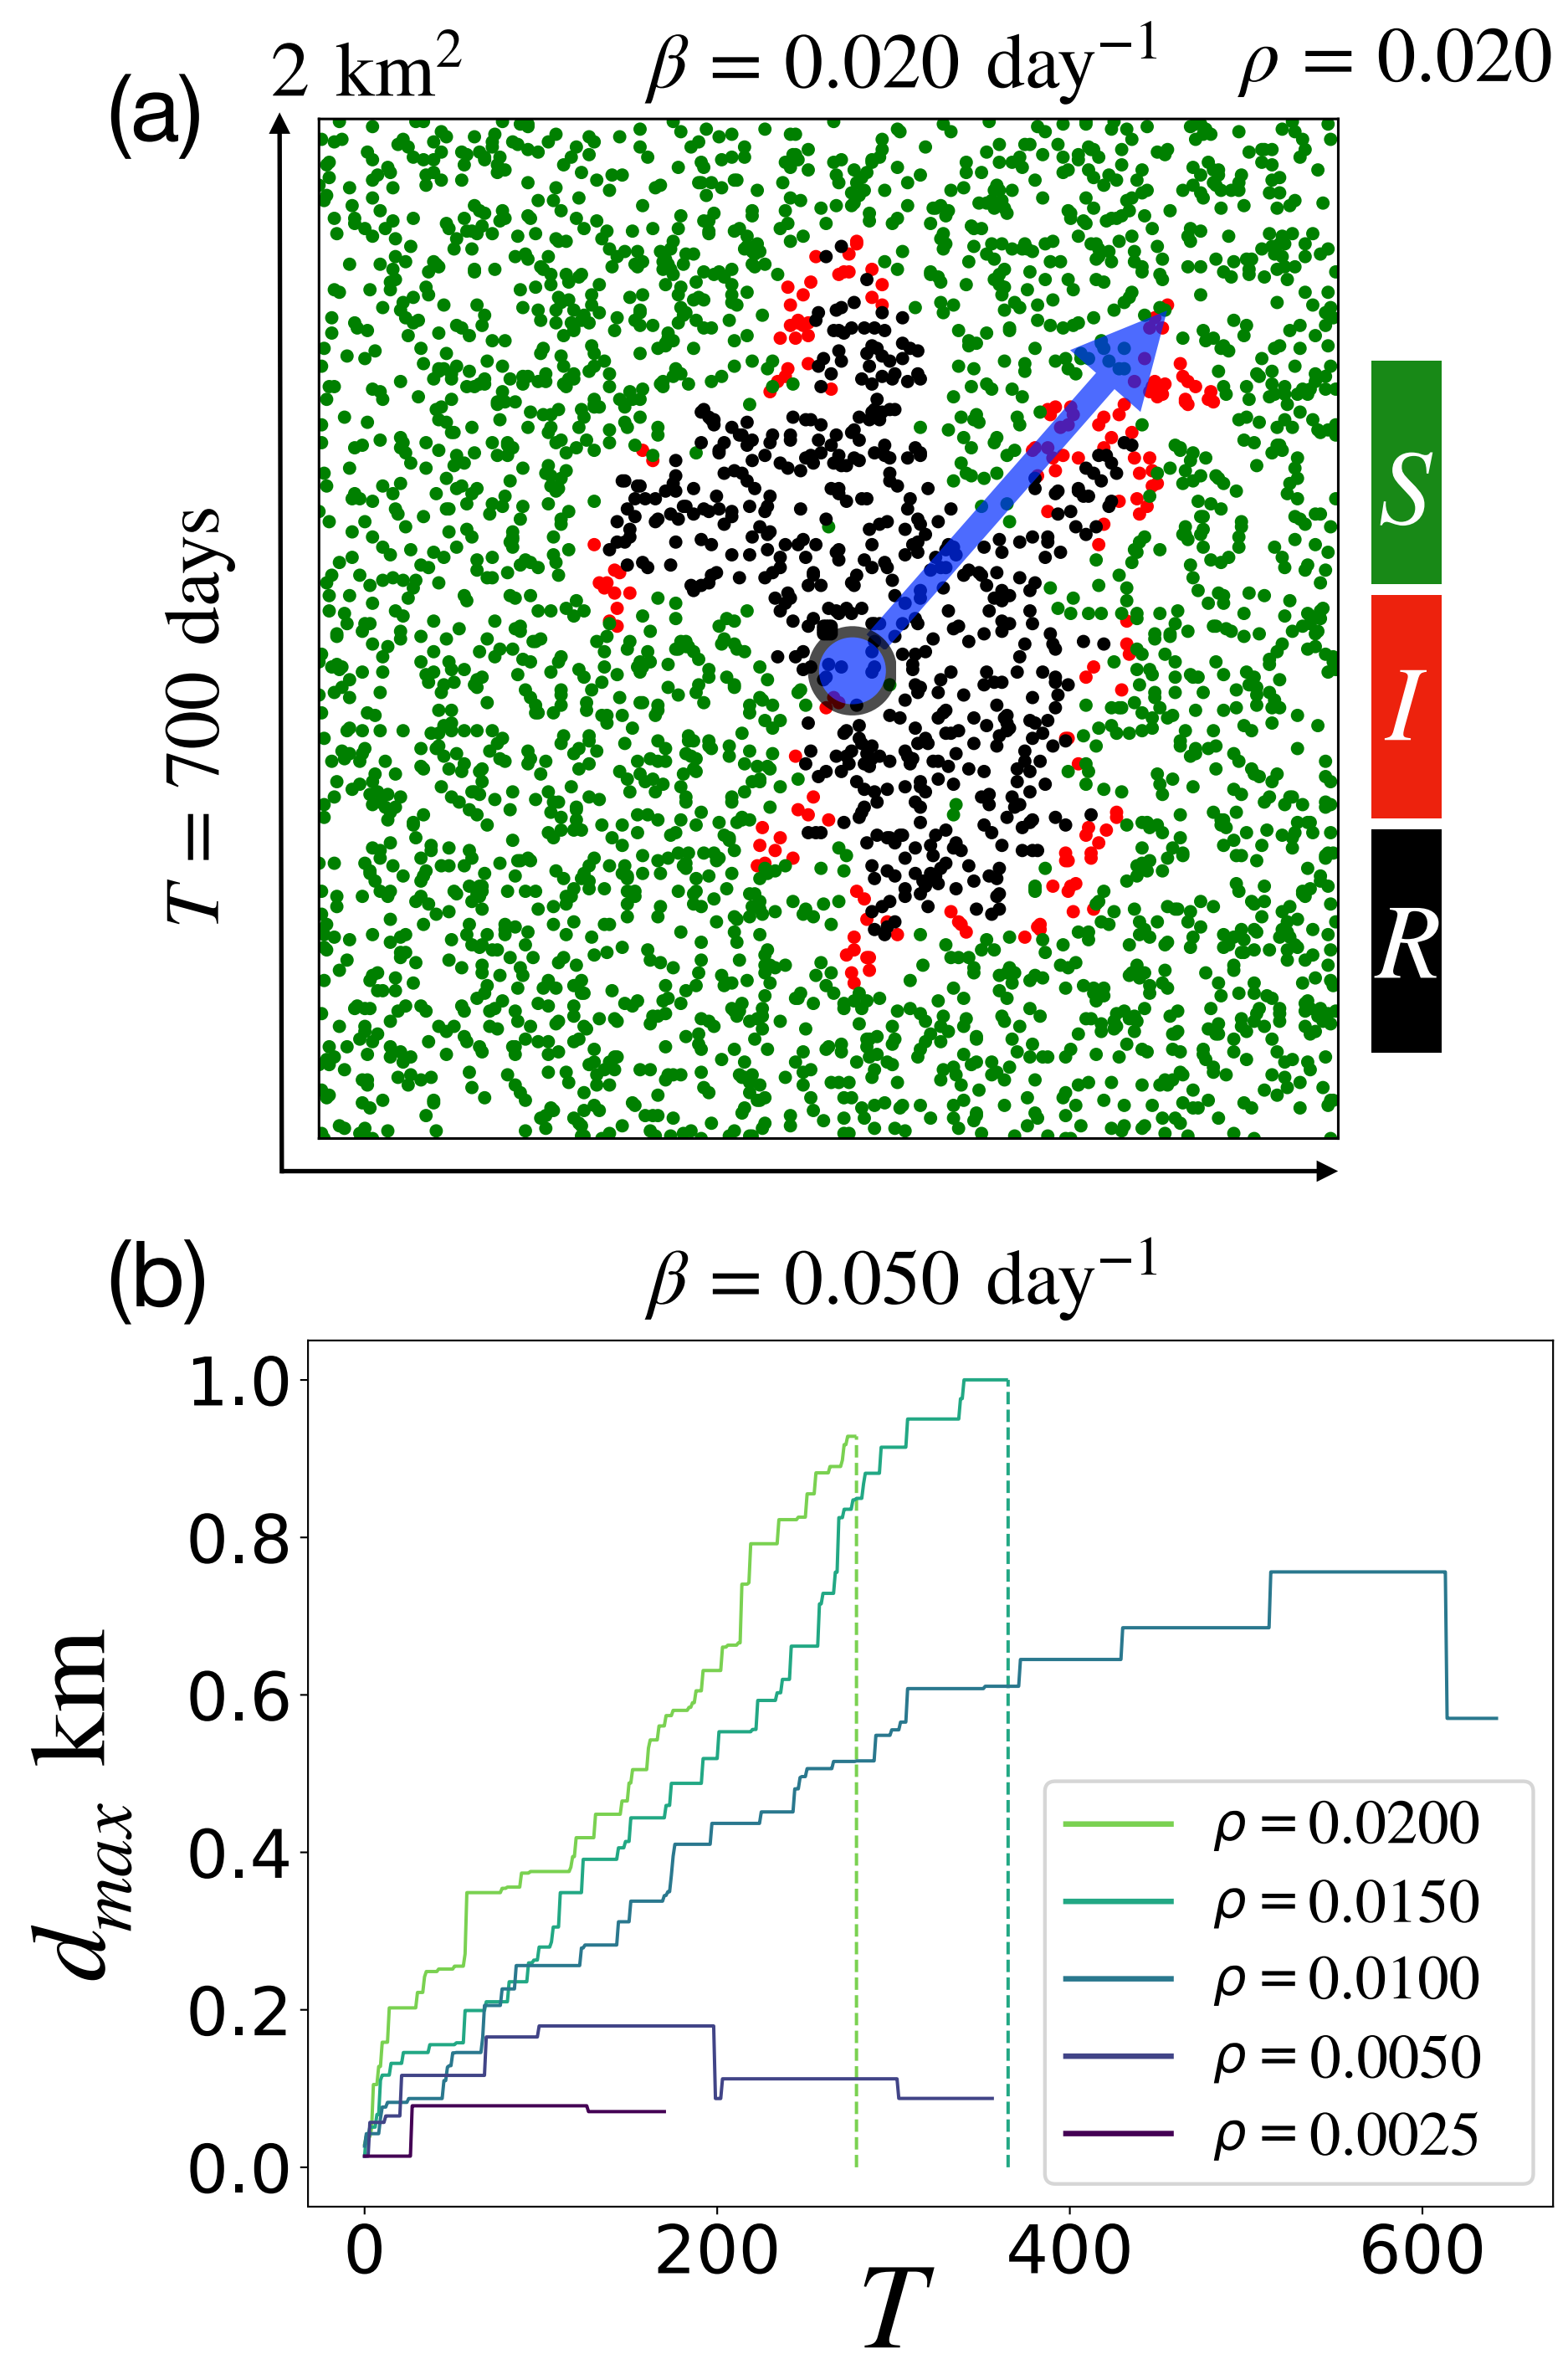 (a)
2 km²
β = 0.020 day⁻¹
ρ = 0.020
T = 700 days
S
I
R
(b)
β = 0.050 day⁻¹
1.0
0.8
0.6
0.4
0.2
0.0
d_max km
ρ = 0.0200
ρ = 0.0150
ρ = 0.0100
ρ = 0.0050
ρ = 0.0025
0 200 400 600
T